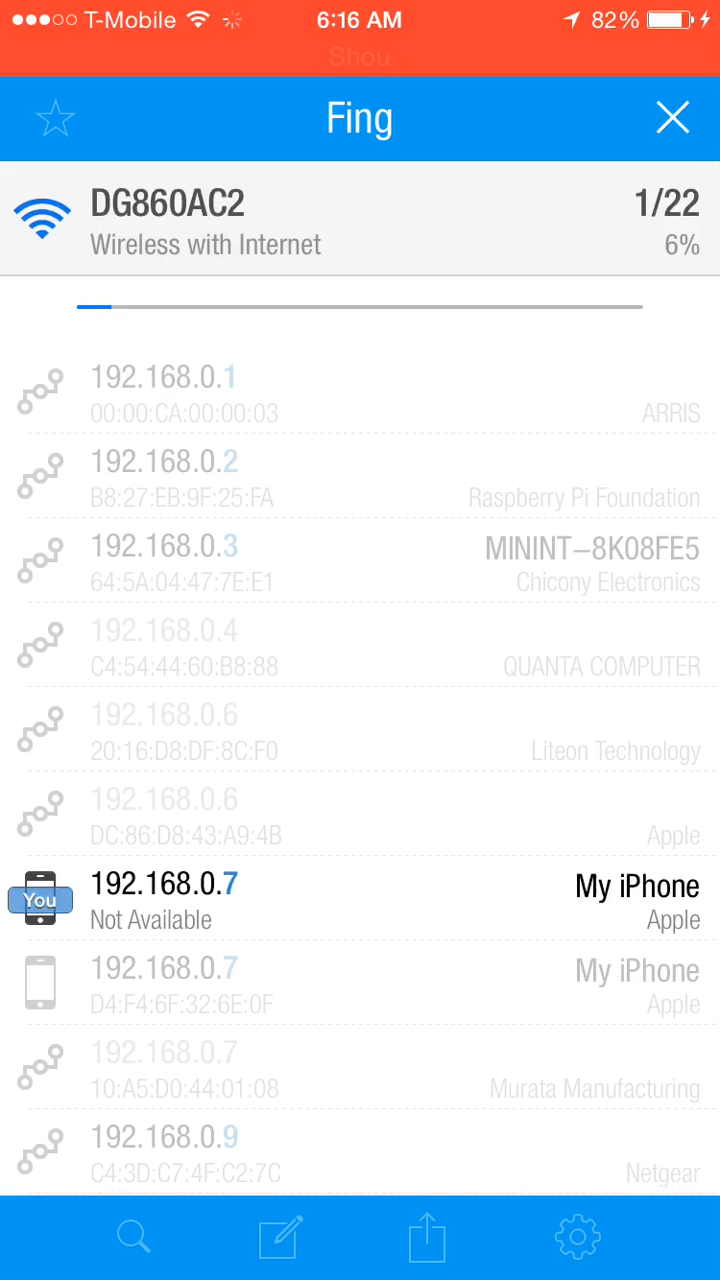 T-Mobile 6:16 AM 82%
Shou
Fing
DG860AC2 1/22
Wireless with Internet 6%
192.168.0.1
00:00:CA:00:00:03 ARRIS
192.168.0.2
B8:27:EB:9F:25:FA Raspberry Pi Foundation
192.168.0.3 MININT-8K08FE5
64:5A:04:47:7E:E1 Chicony Electronics
192.168.0.4
C4:54:44:60:B8:88 QUANTA COMPUTER
192.168.0.6
20:16:D8:DF:8C:F0 Liteon Technology
192.168.0.6
DC:86:D8:43:A9:4B Apple
You 192.168.0.7 My iPhone
Not Available Apple
192.168.0.7 My iPhone
D4:F4:6F:32:6E:0F Apple
192.168.0.7
10:A5:D0:44:01:08 Murata Manufacturing
192.168.0.9
C4:3D:C7:4F:C2:7C Netgear